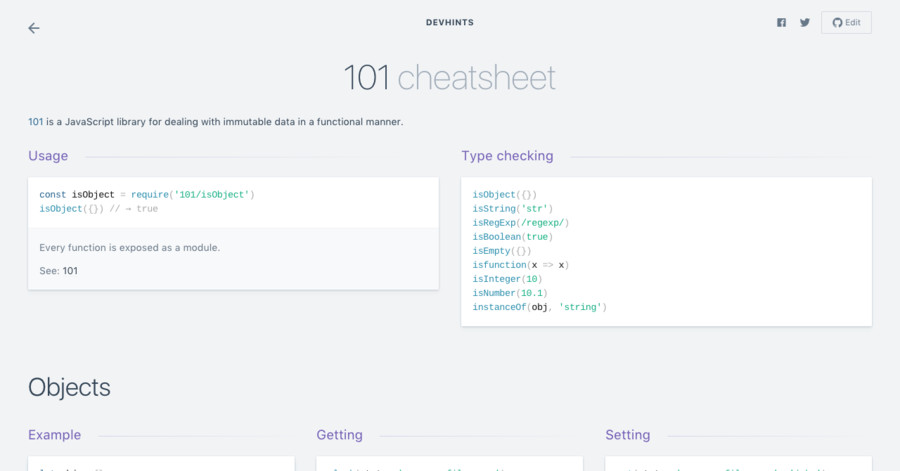 DEVHINTS
Edit
101 cheatsheet
101 is a JavaScript library for dealing with immutable data in a functional manner.
Usage
const isObject = require('101/isObject')
isObject({}) // → true
Every function is exposed as a module.
See: 101
Type checking
isObject({})
isString('str')
isRegExp(/regexp/)
isBoolean(true)
isEmpty({})
isfunction(x => x)
isInteger(10)
isNumber(10.1)
instanceOf(obj, 'string')
Objects
Example
Getting
Setting